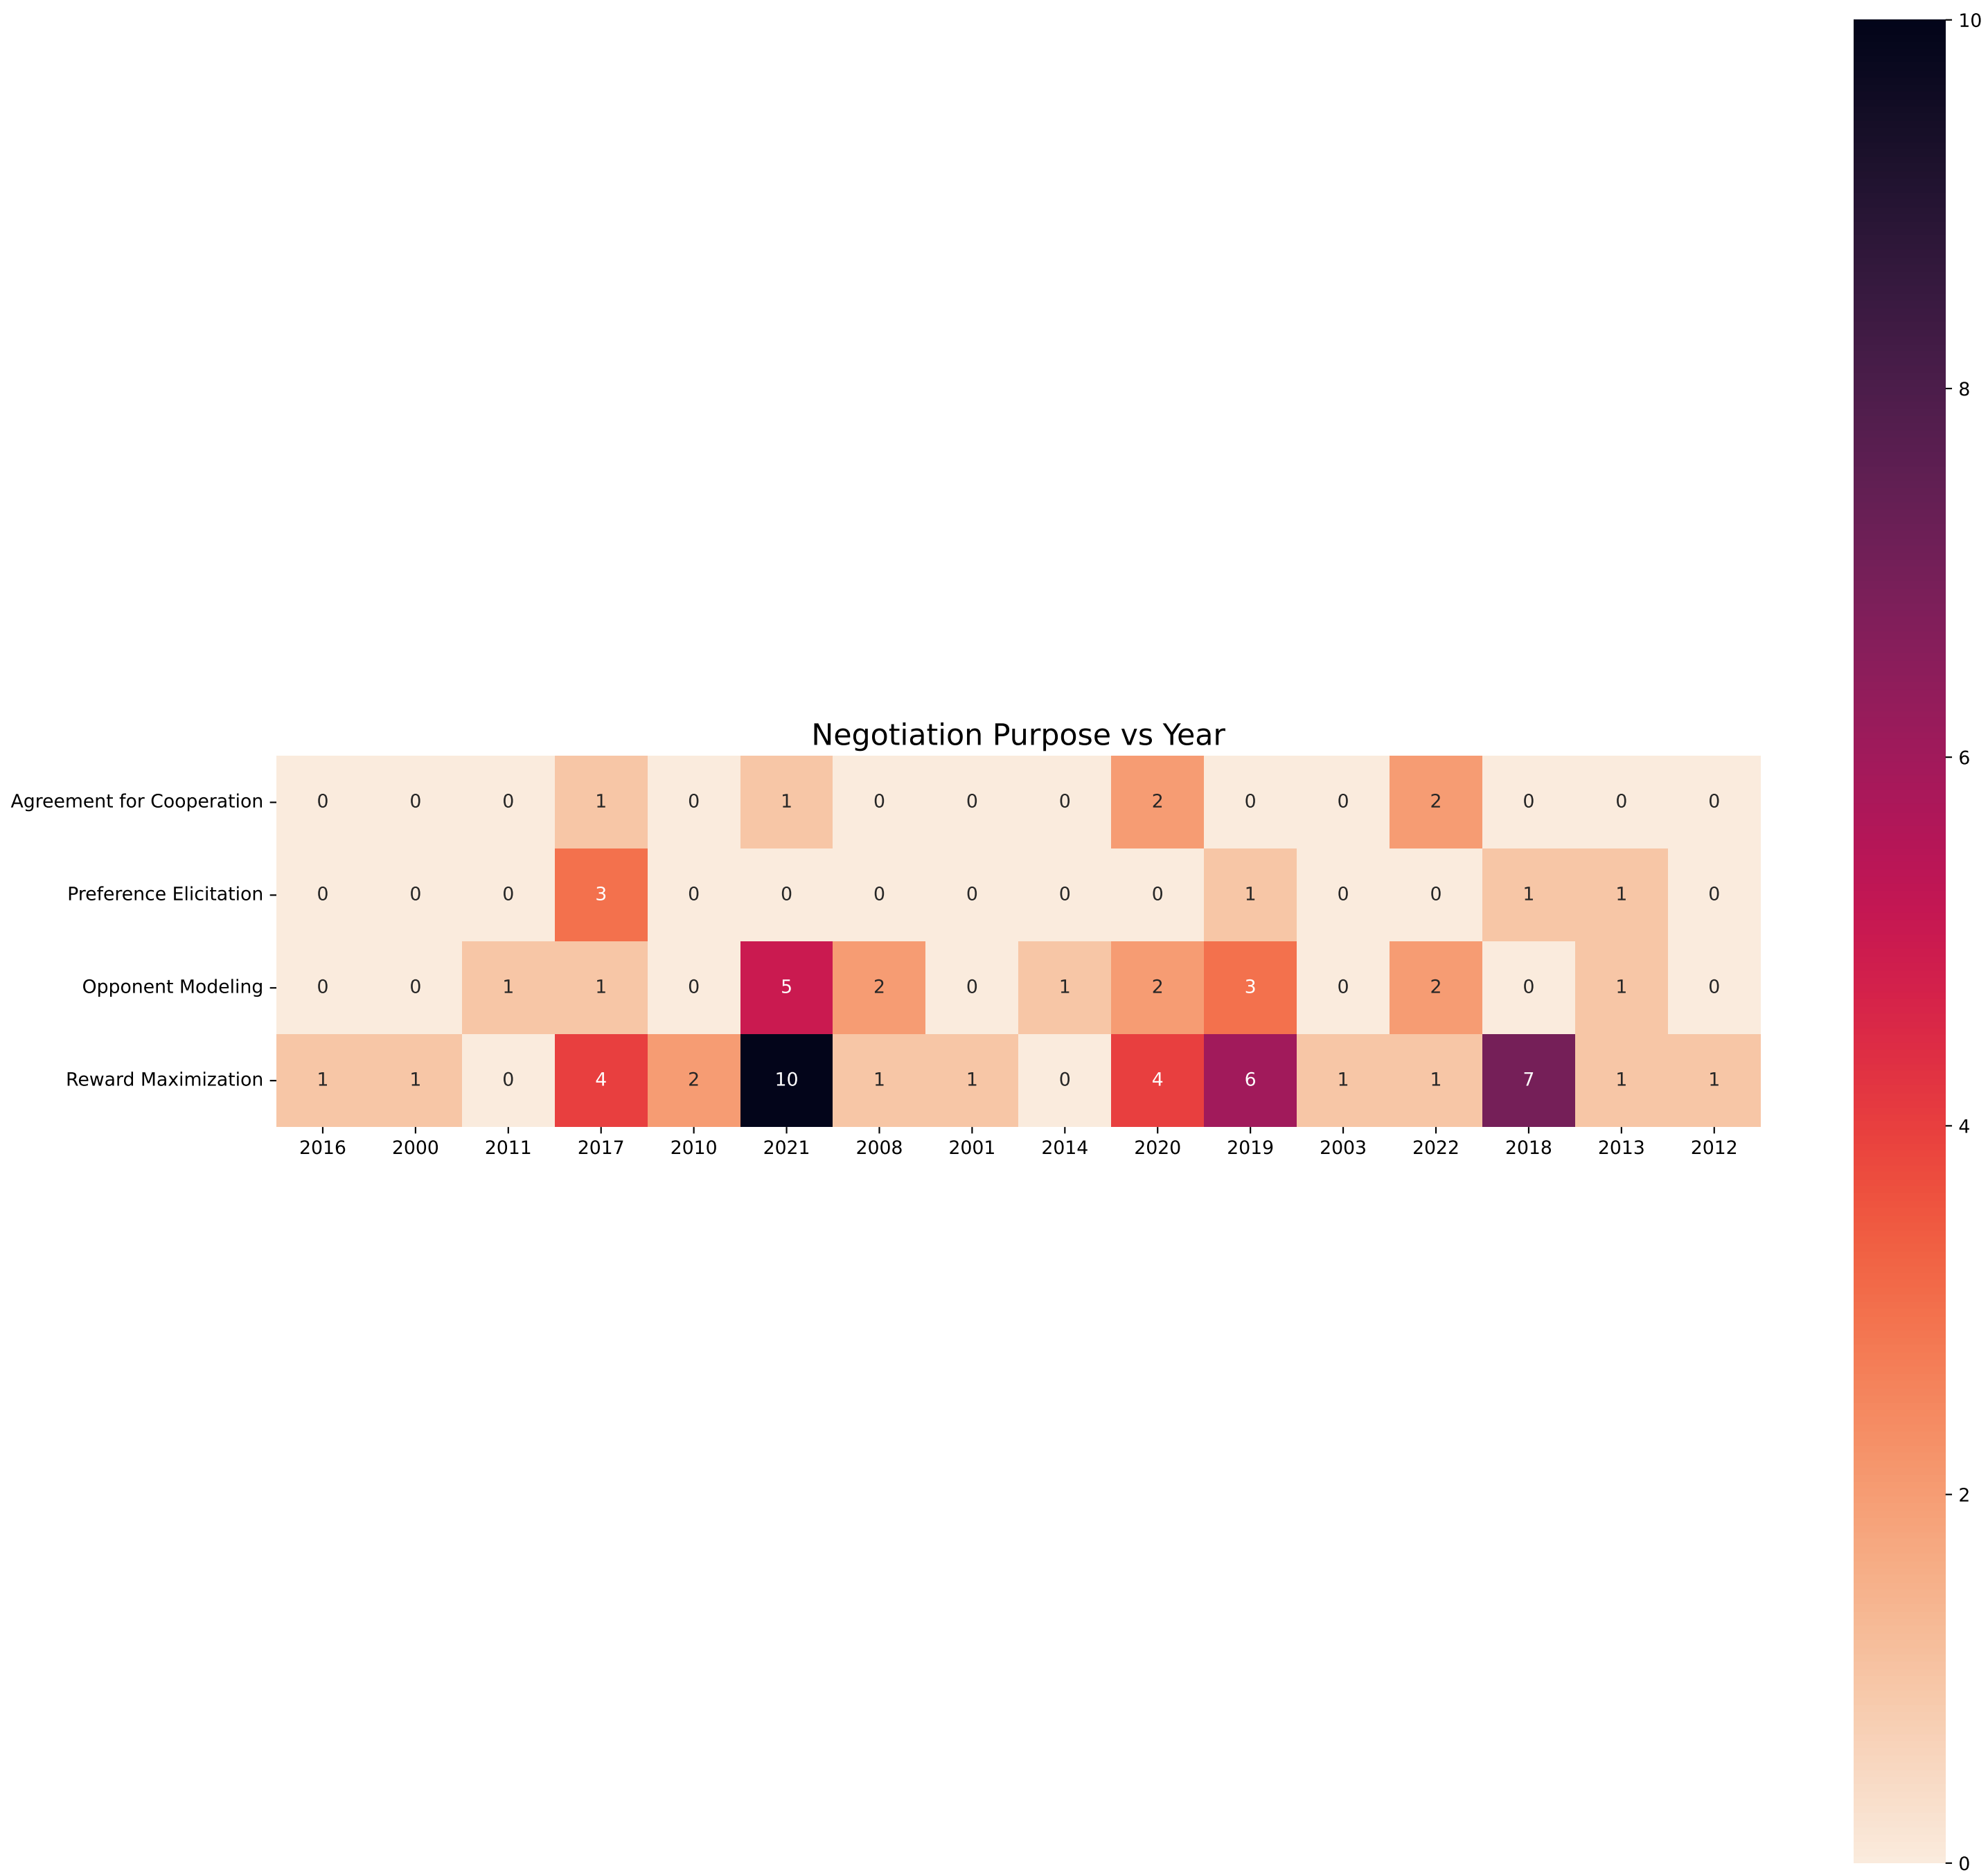 Negotiation Purpose vs Year
Agreement for Cooperation 0 0 0 1 0 1 0 0 0 2 0 0 2 0 0 0
Preference Elicitation 0 0 0 3 0 0 0 0 0 0 1 0 0 1 1 0
Opponent Modeling 0 0 1 1 0 5 2 0 1 2 3 0 2 0 1 0
Reward Maximization 1 1 0 4 2 10 1 1 0 4 6 1 1 7 1 1
2016 2000 2011 2017 2010 2021 2008 2001 2014 2020 2019 2003 2022 2018 2013 2012
10
8
6
4
2
0